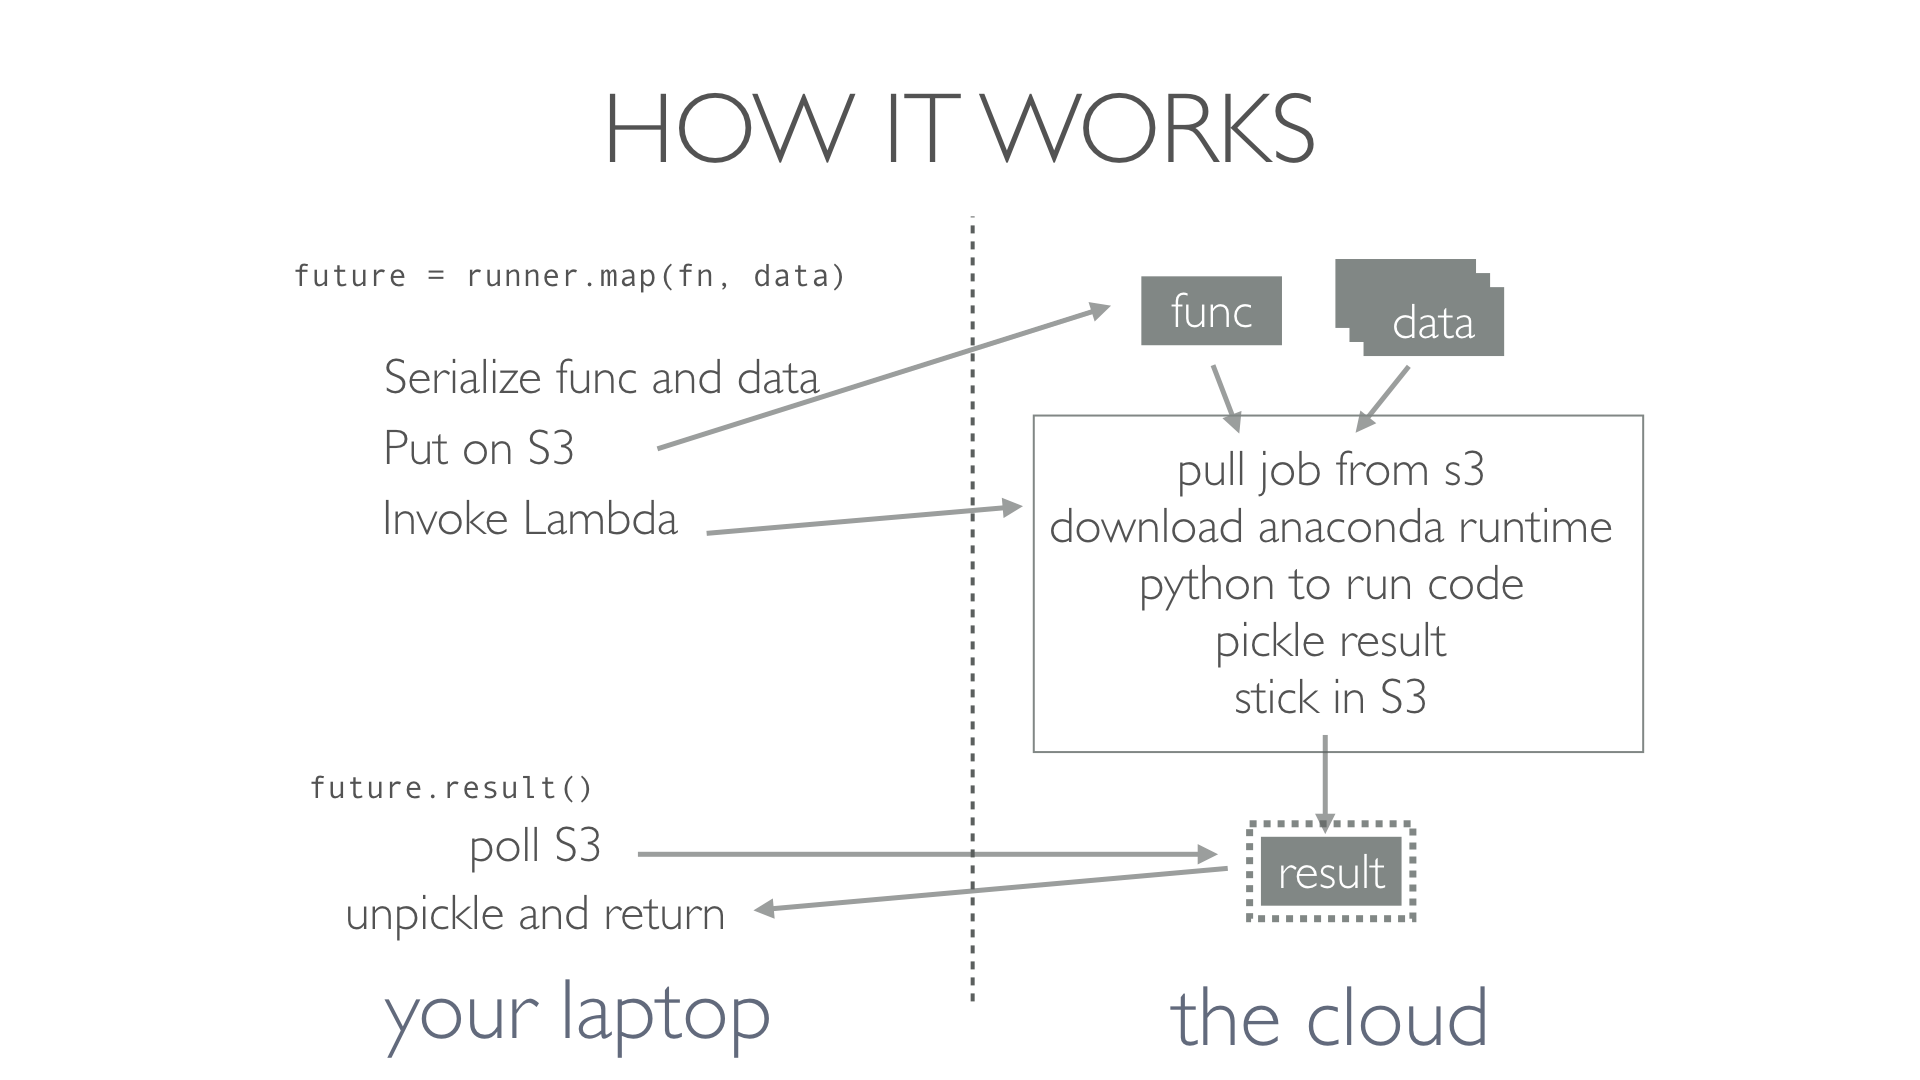 HOW IT WORKS
future = runner.map(fn, data)
Serialize func and data
Put on S3
Invoke Lambda
func
data
pull job from s3
download anaconda runtime
python to run code
pickle result
stick in S3
future.result()
poll S3
unpickle and return
result
your laptop
the cloud